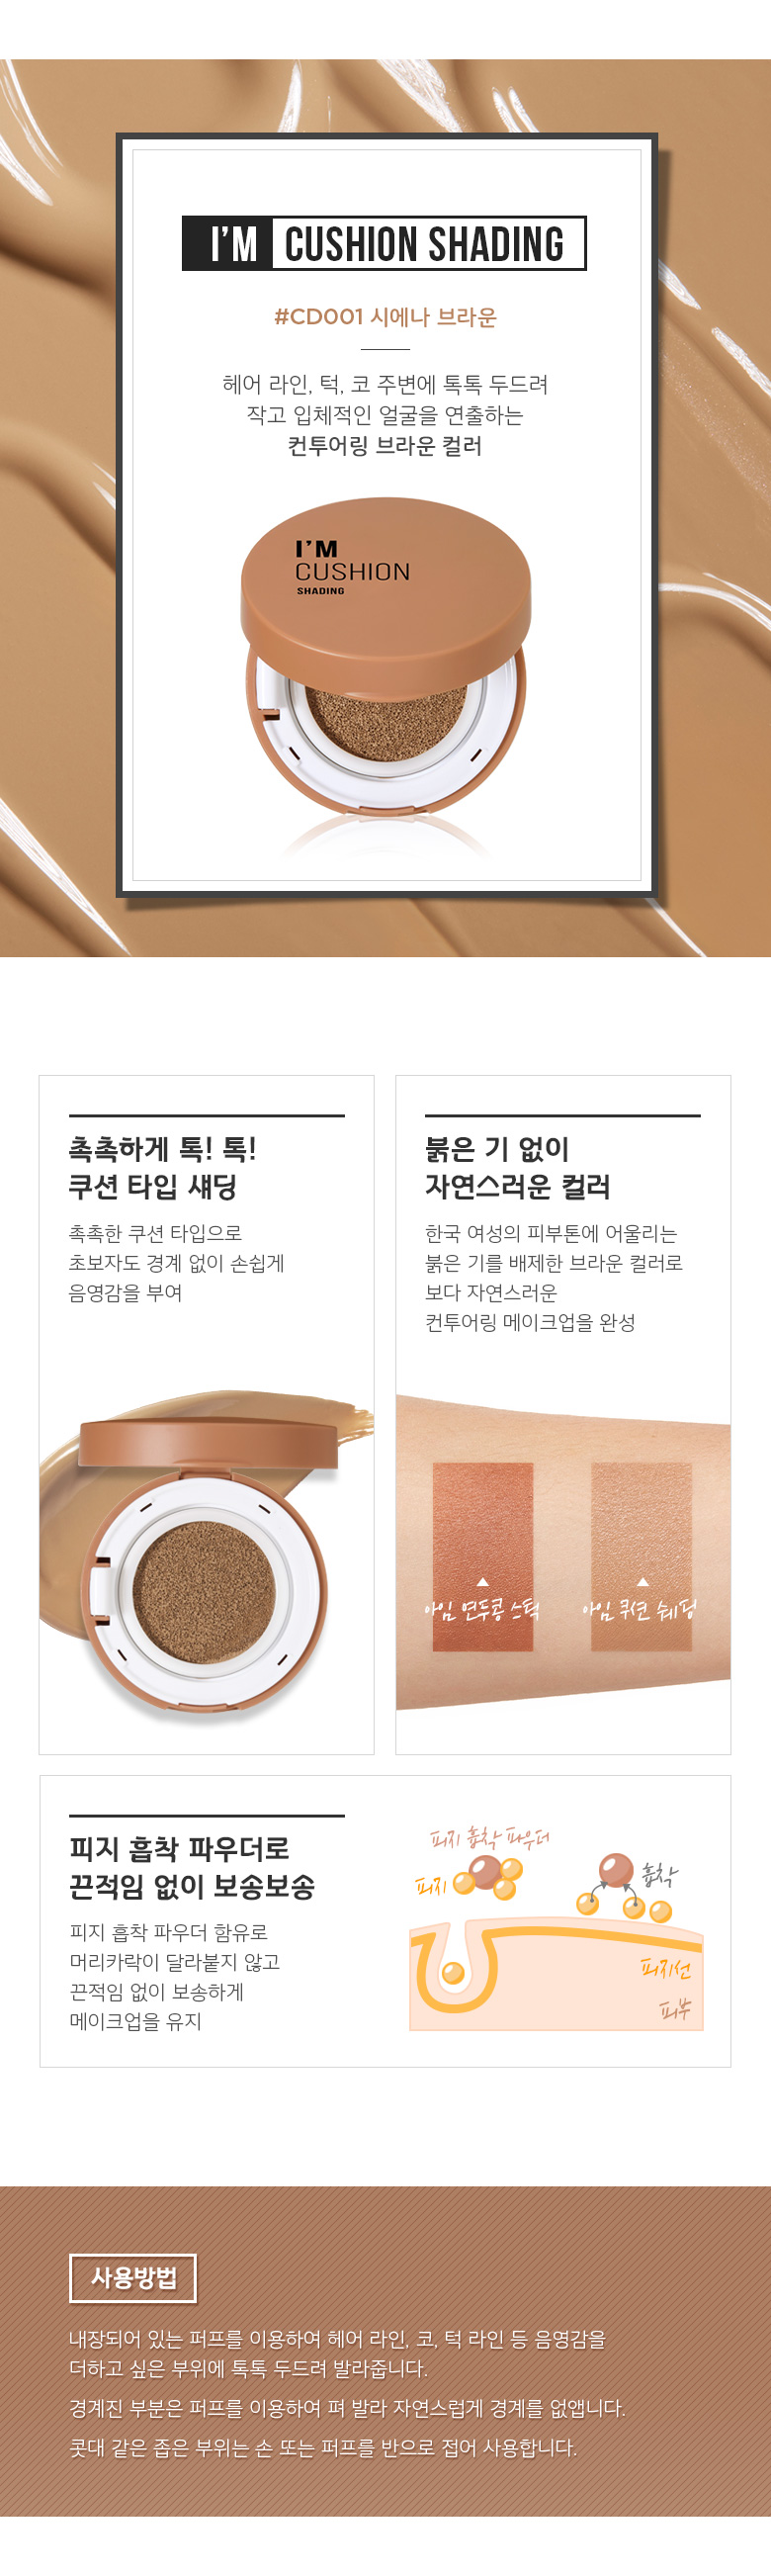 I'M CUSHION SHADING
#CD001 시에나 브라운
헤어 라인, 턱, 코 주변에 톡톡 두드려
작고 입체적인 얼굴을 연출하는
컨투어링 브라운 컬러
I'M
CUSHION
SHADING
촉촉하게 톡! 톡!
쿠션 타입 섀딩
촉촉한 쿠션 타입으로
초보자도 경계 없이 손쉽게
음영감을 부여
붉은 기 없이
자연스러운 컬러
한국 여성의 피부톤에 어울리는
붉은 기를 배제한 브라운 컬러로
보다 자연스러운
컨투어링 메이크업을 완성
아임 연두콩 스틱
아임 쿠션 쉐딩
피지 흡착 파우더로
끈적임 없이 보송보송
피지 흡착 파우더 함유로
머리카락이 달라붙지 않고
끈적임 없이 보송하게
메이크업을 유지
피지 흡착 파우더
피지
흡착
피지선
피부
사용방법
내장되어 있는 퍼프를 이용하여 헤어 라인, 코, 턱 라인 등 음영감을
더하고 싶은 부위에 톡톡 두드려 발라줍니다.
경계진 부분은 퍼프를 이용하여 펴 발라 자연스럽게 경계를 없앱니다.
콧대 같은 좁은 부위는 손 또는 퍼프를 반으로 접어 사용합니다.